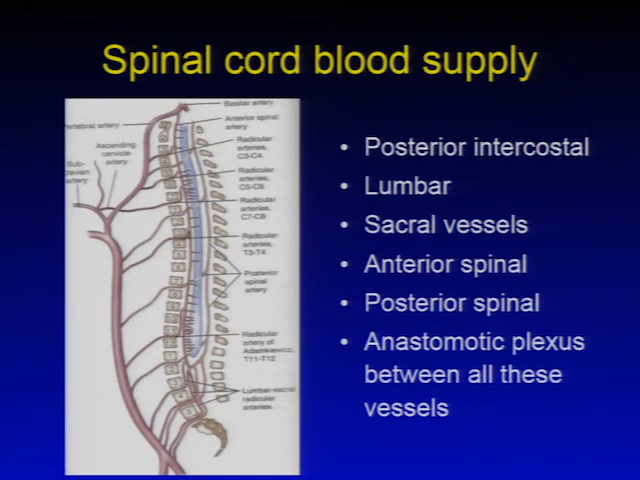 Spinal cord blood supply
Basilar artery
Vertebral artery
Anterior spinal
artery
Ascending
cervicle
artery
Radicular
arteries,
C3-C4
Sub-
clavian
artery
Radicular
arteries,
C5-C6
Radicular
arteries,
C7-C8
Radicular
arteries,
T3-T4
Posterior
spinal
artery
Radicular
artery of
Adamkiewicz,
T11-T12
Lumbar-sacral
radicular
arteries
• Posterior intercostal
• Lumbar
• Sacral vessels
• Anterior spinal
• Posterior spinal
• Anastomotic plexus
between all these
vessels